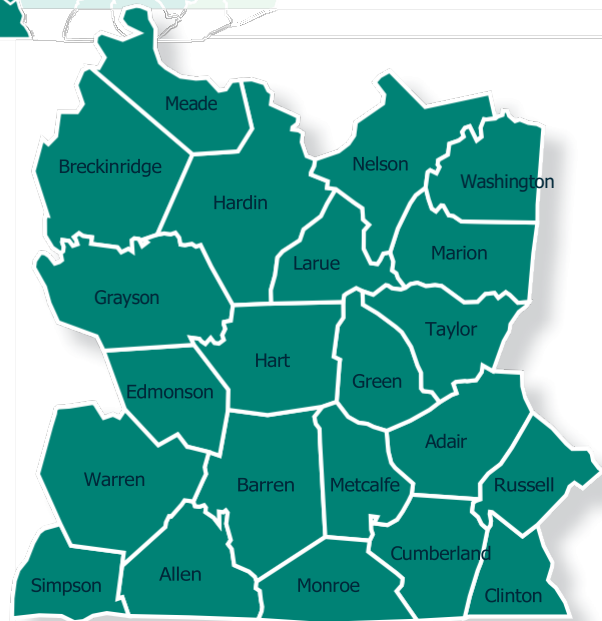 Meade
Breckinridge
Nelson
Washington
Hardin
Marion
Larue
Grayson
Taylor
Hart
Green
Edmonson
Adair
Warren
Barren
Metcalfe
Russell
Cumberland
Allen
Simpson
Monroe
Clinton